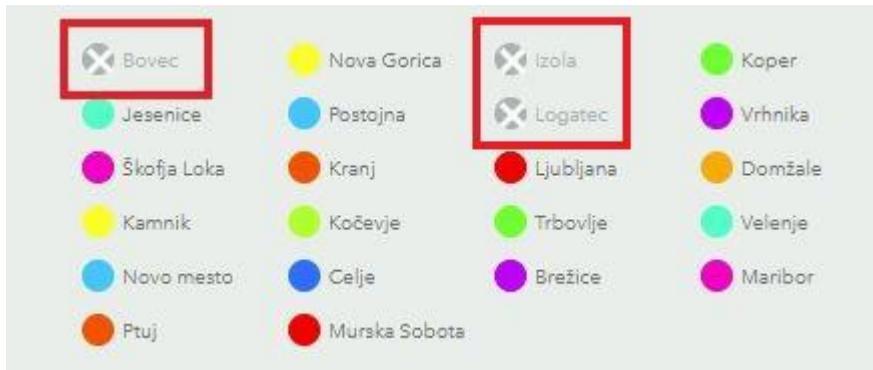 Bovec Nova Gorica Izola Koper
Jesenice Postojna Logatec Vrhnika
Škofja Loka Kranj Ljubljana Domžale
Kamnik Kočevje Trbovlje Velenje
Novo mesto Celje Brežice Maribor
Ptuj Murska Sobota